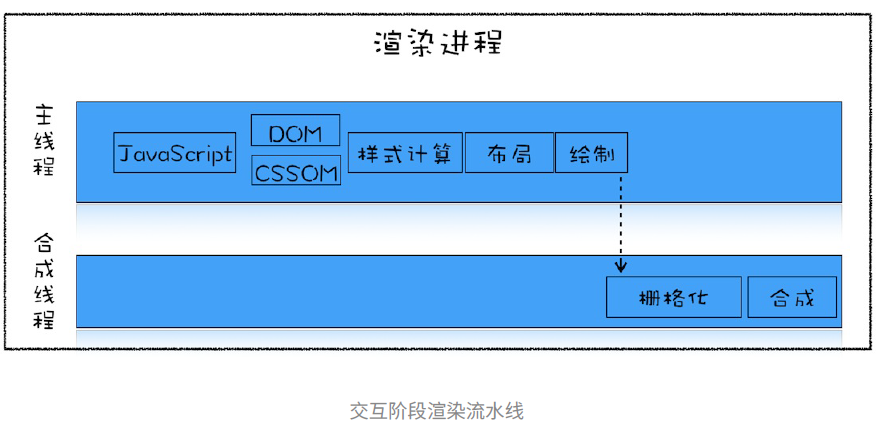 渲染进程
主线程
JavaScript
DOM
CSSOM
样式计算
布局
绘制
合成线程
栅格化
合成
交互阶段渲染流水线